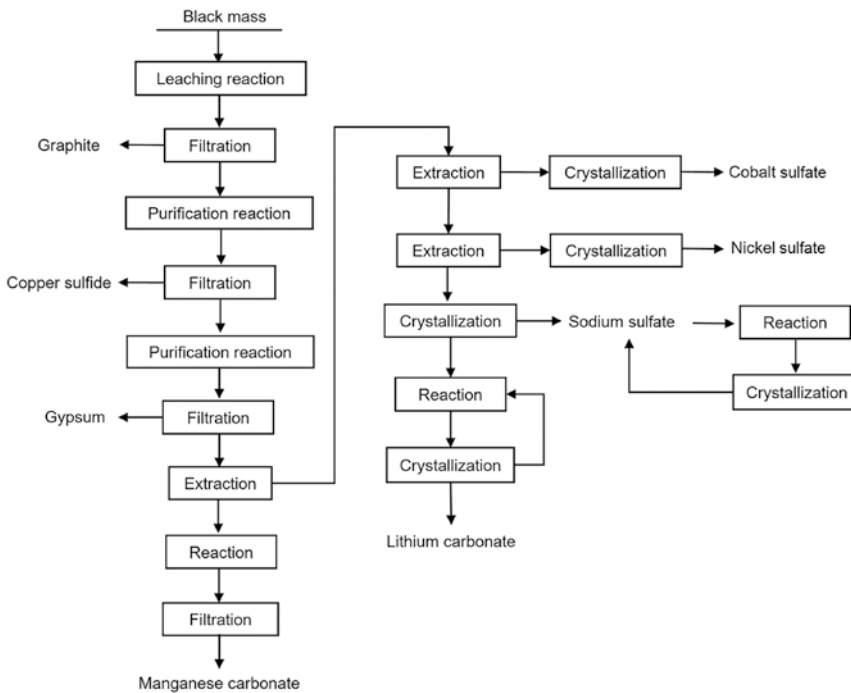 Black mass
Leaching reaction
Graphite
Filtration
Purification reaction
Copper sulfide
Filtration
Purification reaction
Gypsum
Filtration
Extraction
Reaction
Filtration
Manganese carbonate
Extraction
Crystallization
Cobalt sulfate
Extraction
Crystallization
Nickel sulfate
Crystallization
Sodium sulfate
Reaction
Crystallization
Reaction
Crystallization
Lithium carbonate